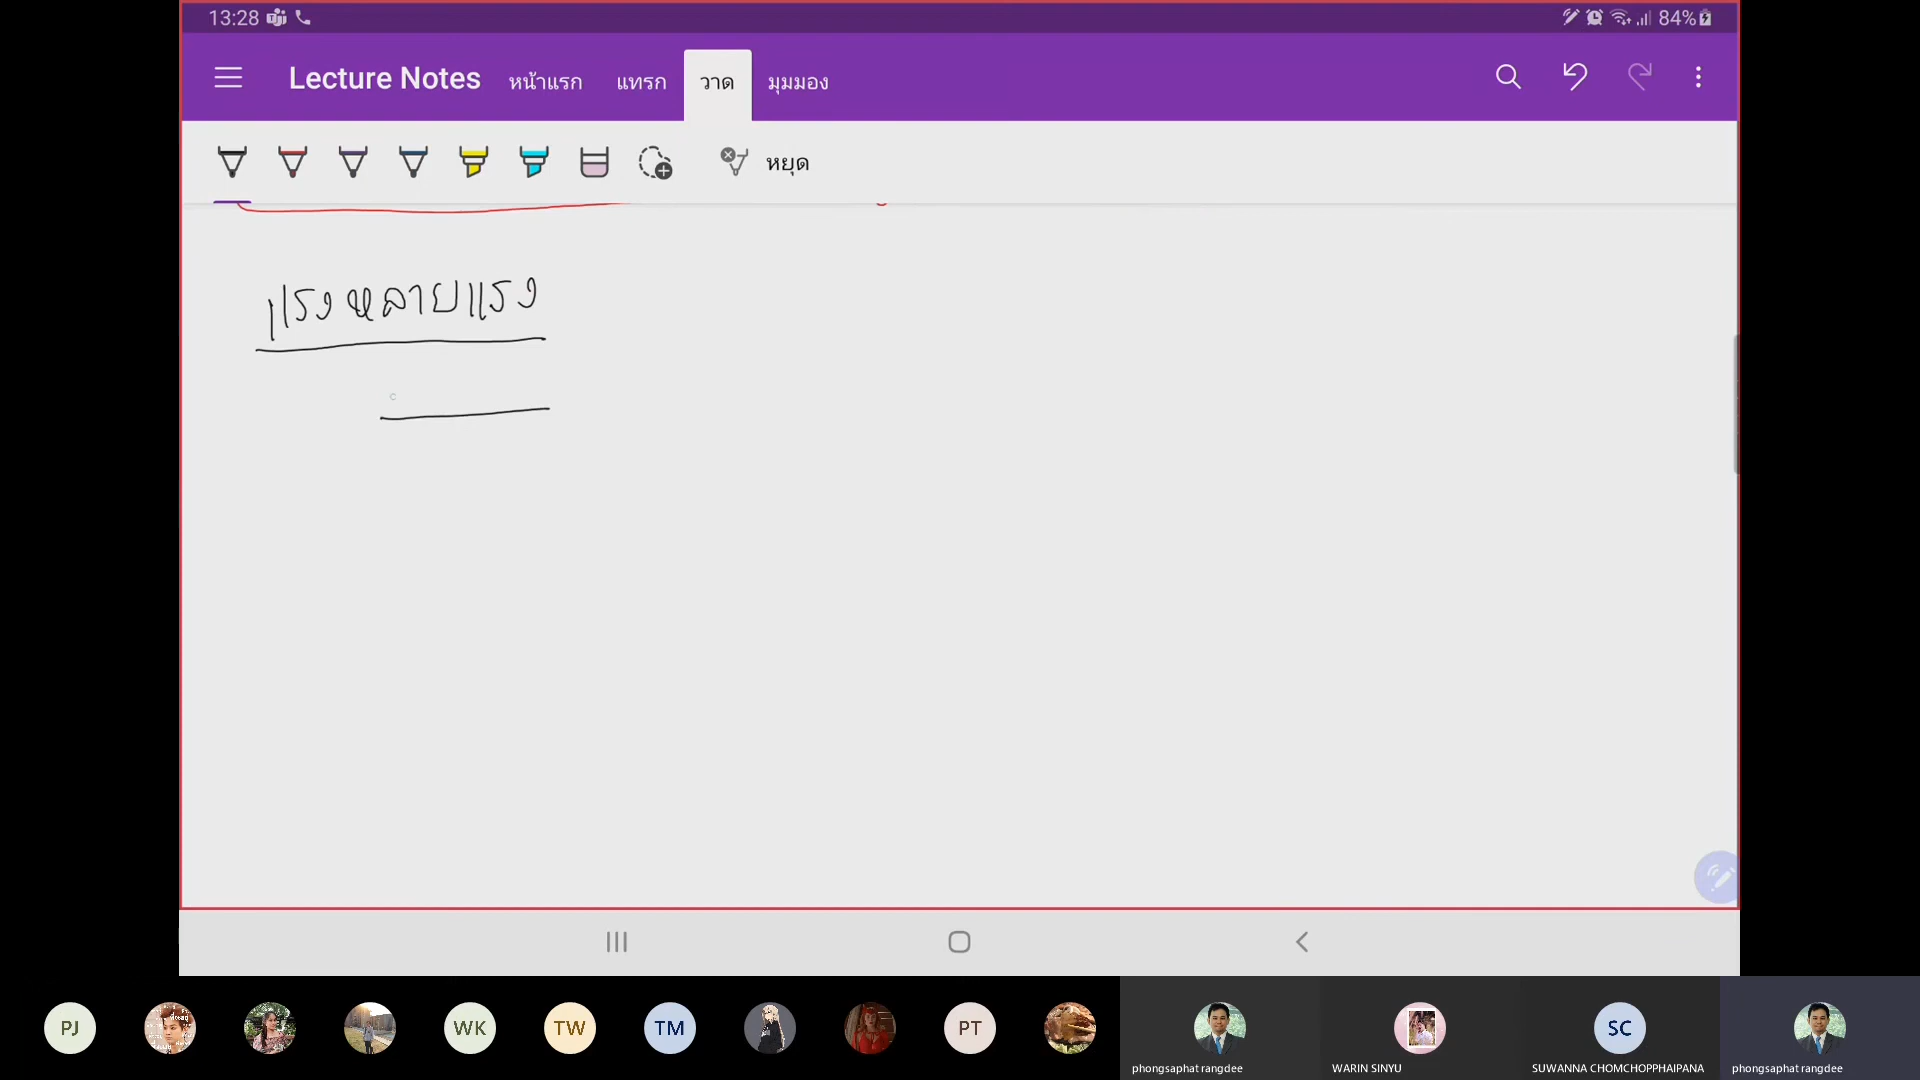 13:28 84%
Lecture Notes หน้าแรก แทรก วาด มุมมอง
หยุด
แรงหลายแรง
PJ WK TW TM PT SC
phongsaphat rangdee WARIN SINYU SUWANNA CHOMCHOPPHAIPANA phongsaphat rangdee